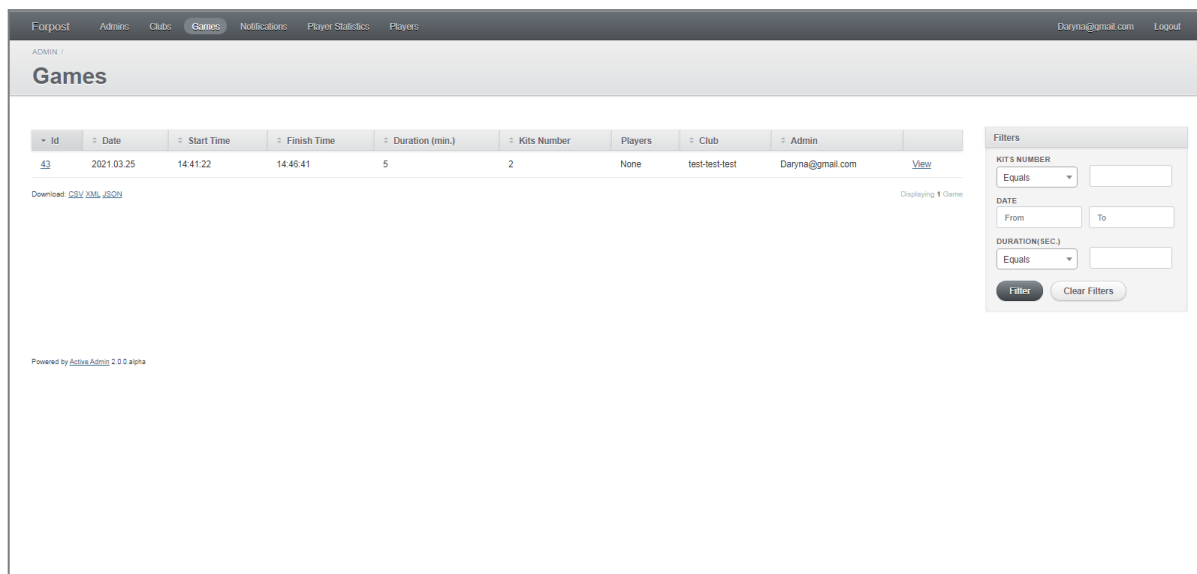 Forpost Admins Clubs Games Notifications Player Statistics Players Daryna@gmail.com Logout
ADMIN /
Games
Id Date Start Time Finish Time Duration (min.) Kits Number Players Club Admin
43 2021.03.25 14:41:22 14:46:41 5 2 None test-test-test Daryna@gmail.com View
Download: CSV XML JSON Displaying 1 Game
Filters
KITS NUMBER
Equals
DATE
From To
DURATION(SEC.)
Equals
Filter Clear Filters
Powered by Active Admin 2.0.0.alpha